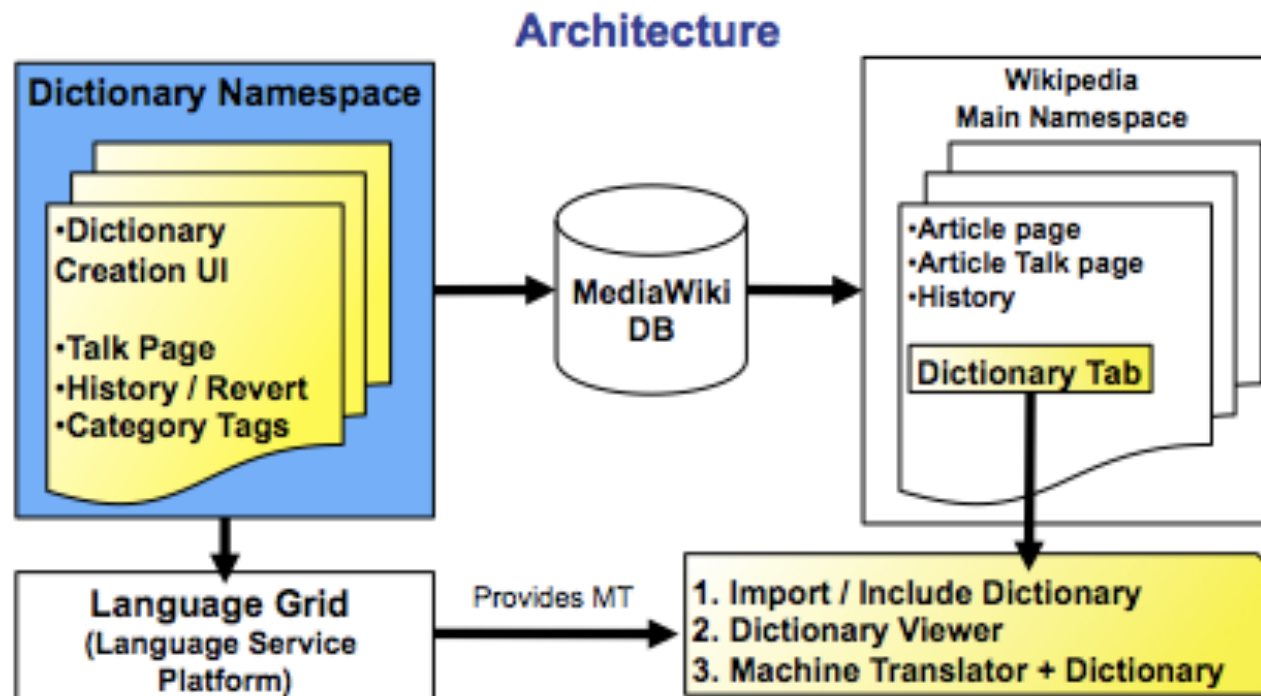 Architecture
Dictionary Namespace
•Dictionary
Creation UI
•Talk Page
•History / Revert
•Category Tags
MediaWiki
DB
Wikipedia
Main Namespace
•Article page
•Article Talk page
•History
Dictionary Tab
Language Grid
(Language Service
Platform)
Provides MT
1. Import / Include Dictionary
2. Dictionary Viewer
3. Machine Translator + Dictionary